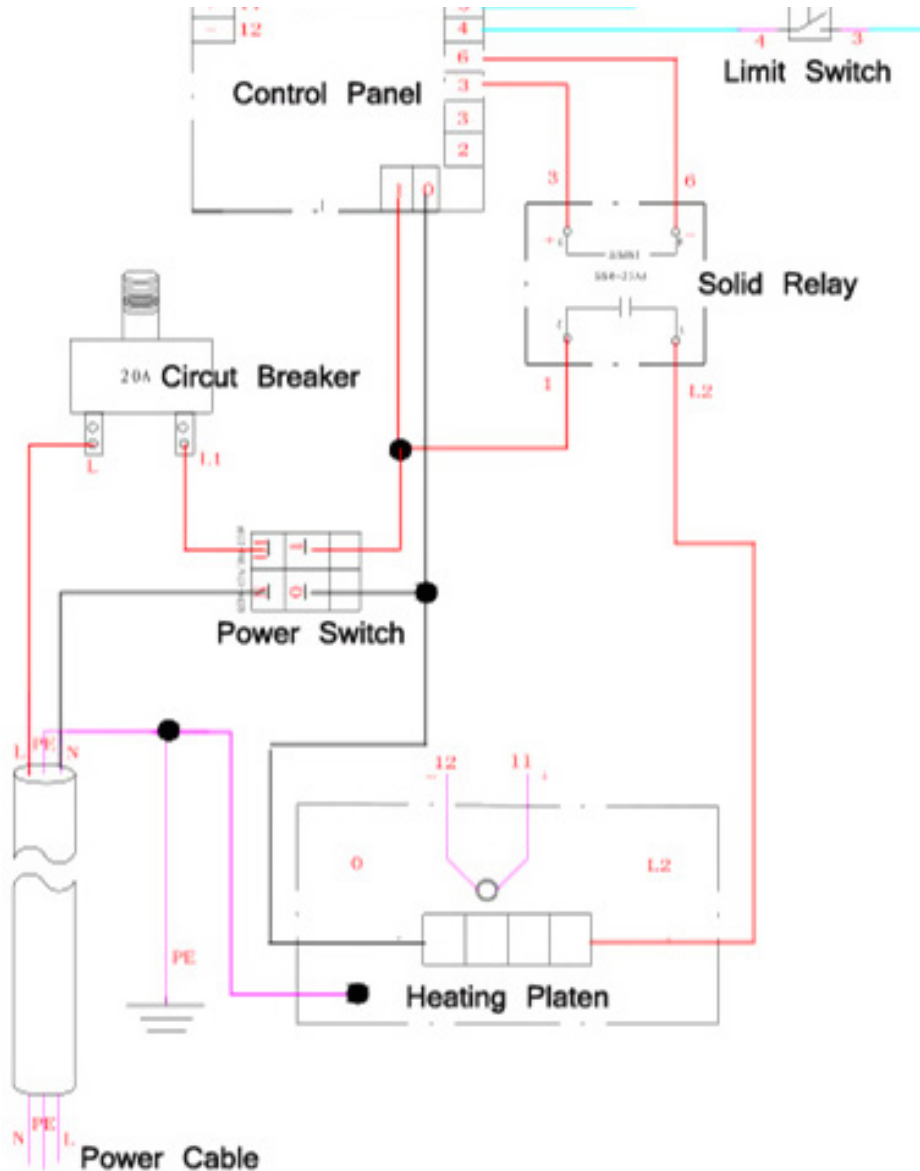 12
4
4
3
Limit Switch
6
Control Panel
3
3
2
1
0
3
6
+
-
Solid Relay
20A
Circut Breaker
1
L2
L
L1
Power Switch
0
L
PE
N
12
11
0
L2
PE
Heating Platen
N
PE
L
Power Cable